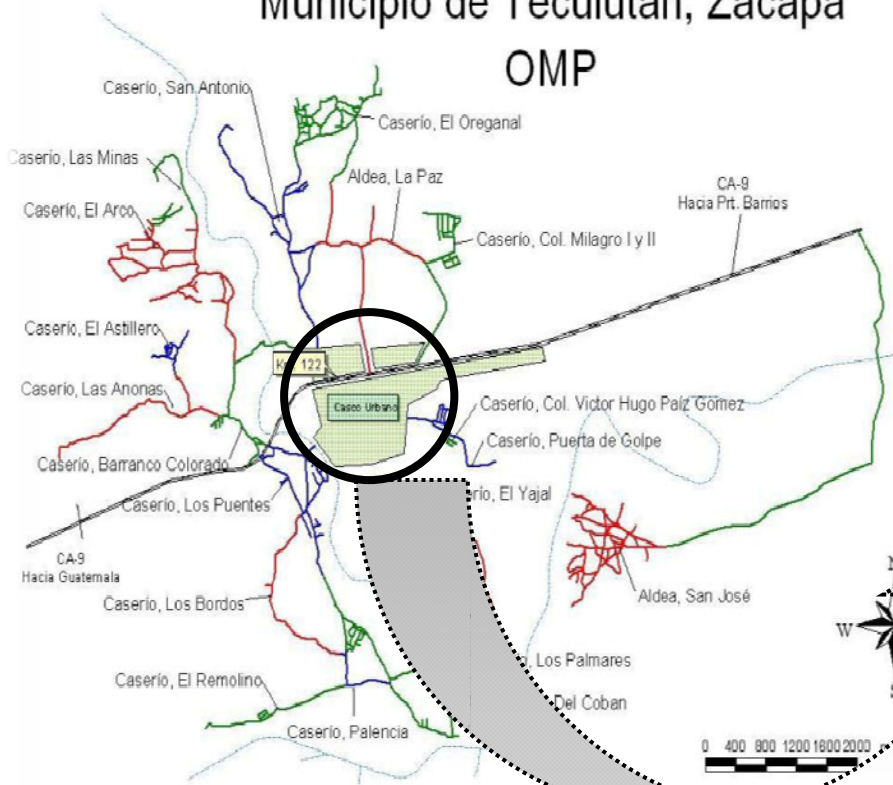 Municipio de Teculután, Zacapa
OMP
Caserío, San Antonio
Caserío, El Oreganal
Caserío, Las Minas
Aldea, La Paz
CA-9
Hacia Prt. Barrios
Caserío, El Arco
Caserío, Col. Milagro I y II
Caserío, El Astillero
Km. 122
Caserío, Las Anonas
Casco Urbano
Caserío, Col. Victor Hugo Paíz Gómez
Caserío, Puerta de Golpe
Caserío, Barranco Colorado
Caserío, Los Puentes
erío, El Yajal
CA-9
Hacia Guatemala
Caserío, Los Bordos
Aldea, San José
N
W
S
Los Palmares
Caserío, El Remolino
Del Coban
Caserío, Palencia
0 400 800 1200 1600 2000